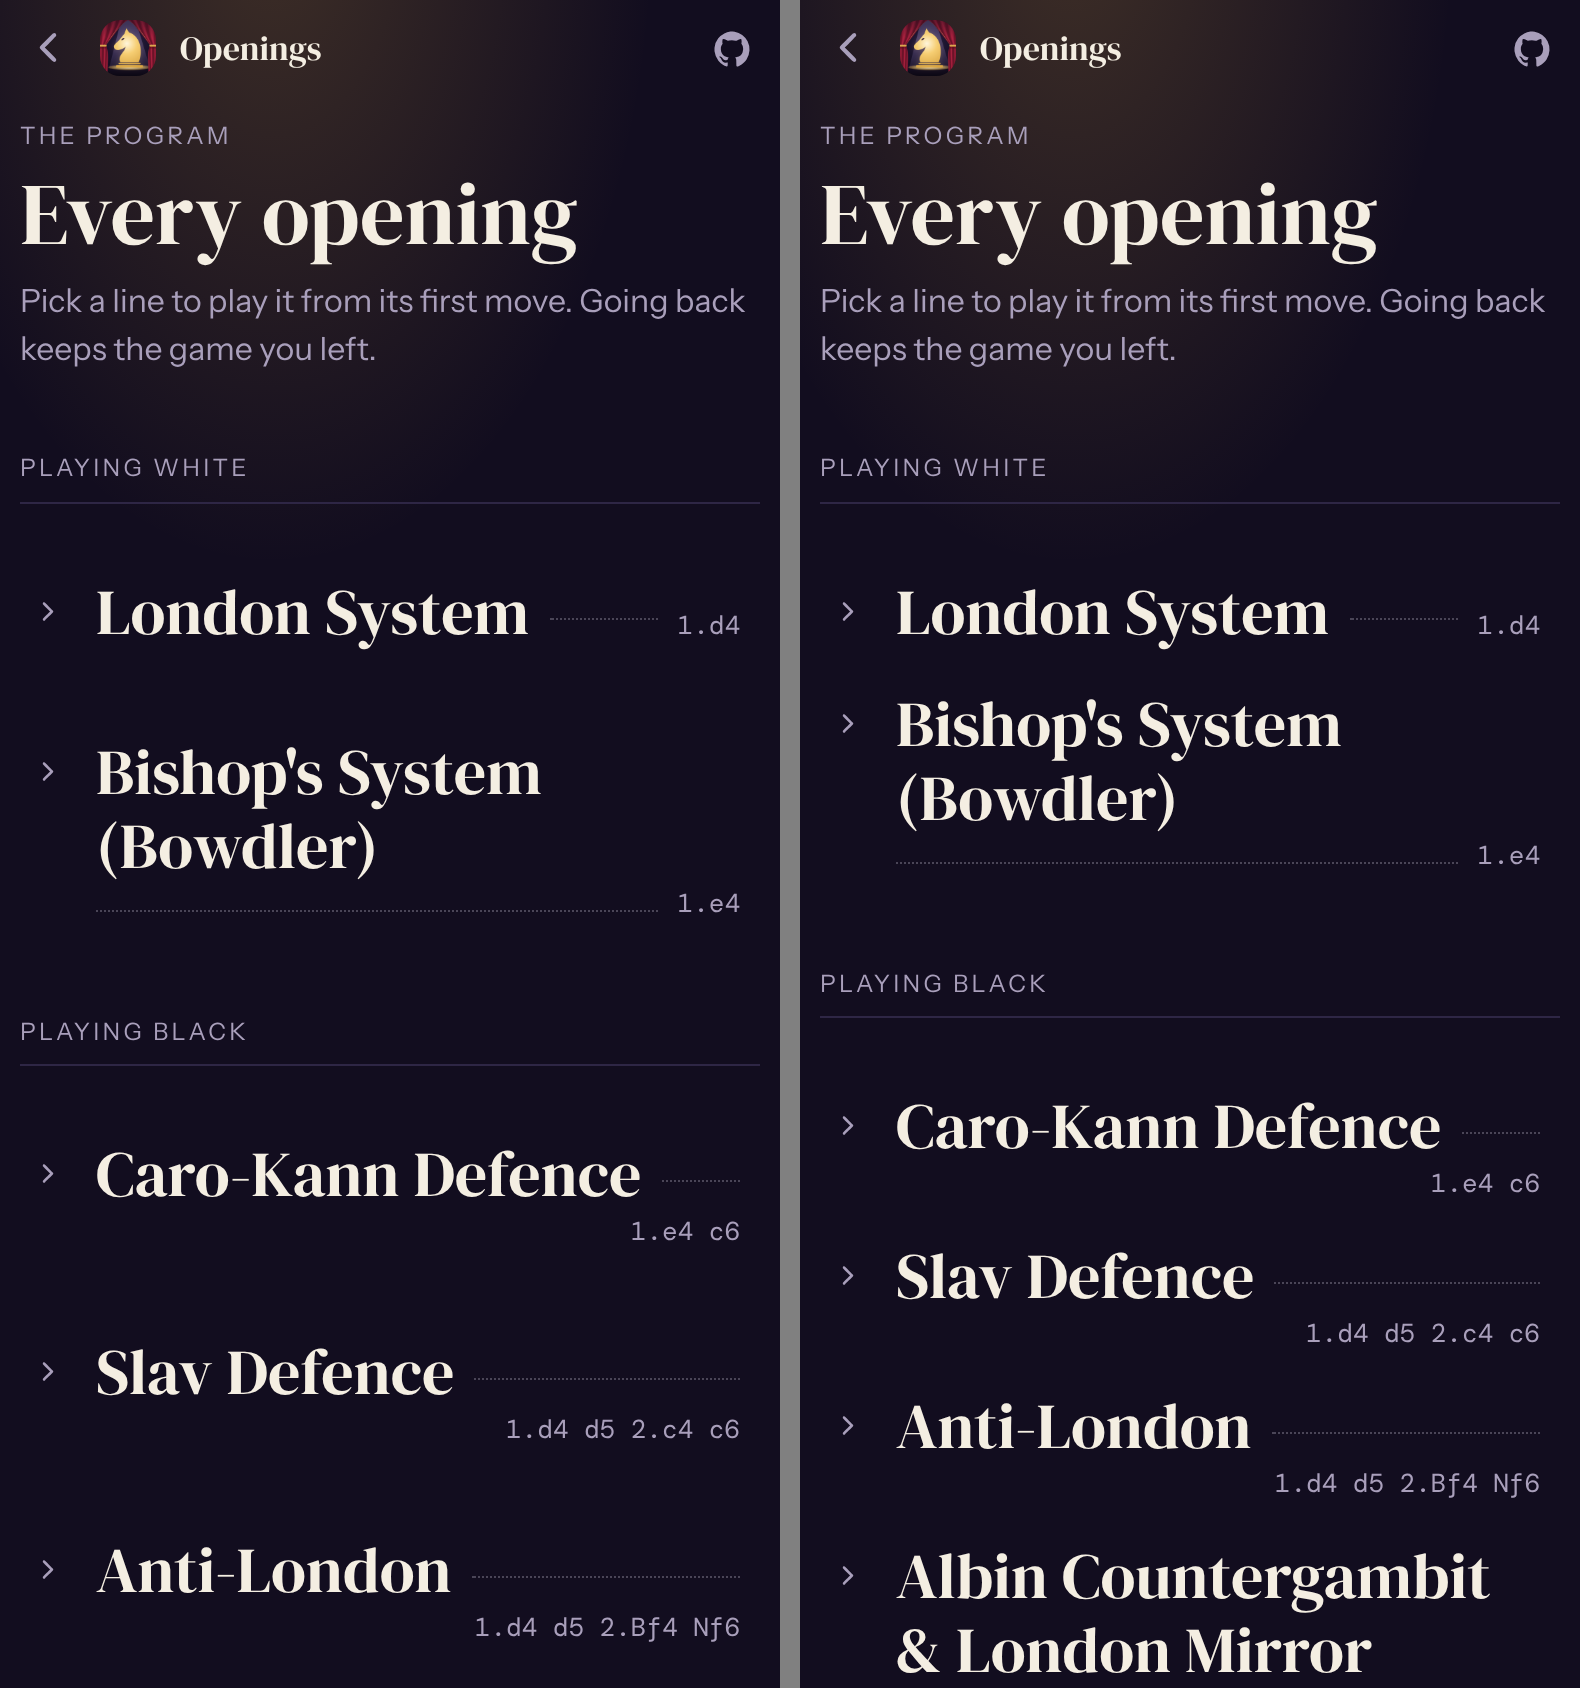 Openings
THE PROGRAM
Every opening
Pick a line to play it from its first move. Going back
keeps the game you left.
PLAYING WHITE
London System 1.d4
Bishop's System
(Bowdler)
1.e4
PLAYING BLACK
Caro-Kann Defence
1.e4 c6
Slav Defence
1.d4 d5 2.c4 c6
Anti-London
1.d4 d5 2.Bf4 Nf6
Openings
THE PROGRAM
Every opening
Pick a line to play it from its first move. Going back
keeps the game you left.
PLAYING WHITE
London System 1.d4
Bishop's System
(Bowdler)
1.e4
PLAYING BLACK
Caro-Kann Defence
1.e4 c6
Slav Defence
1.d4 d5 2.c4 c6
Anti-London
1.d4 d5 2.Bf4 Nf6
Albin Countergambit
& London Mirror